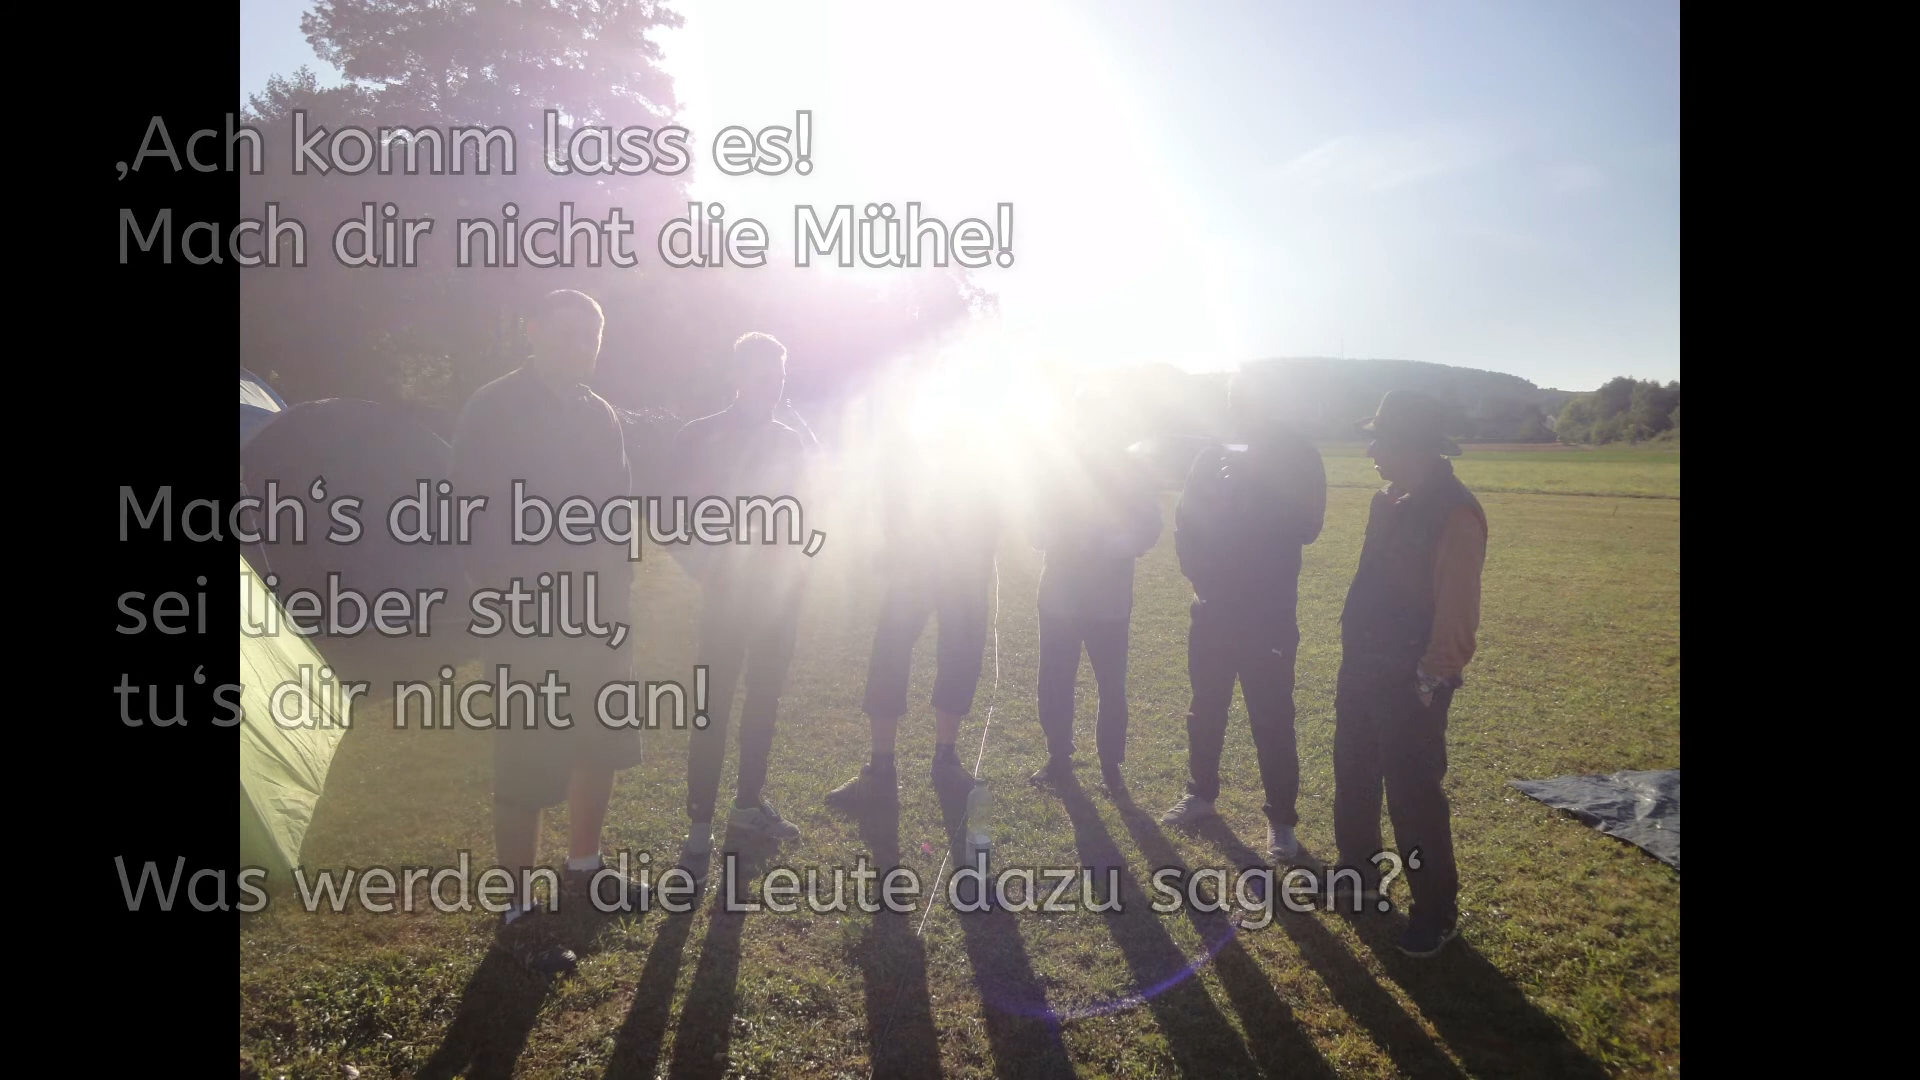 ‚Ach komm lass es!
Mach dir nicht die Mühe!
Mach‘s dir bequem,
sei lieber still,
tu‘s dir nicht an!
Was werden die Leute dazu sagen?‘